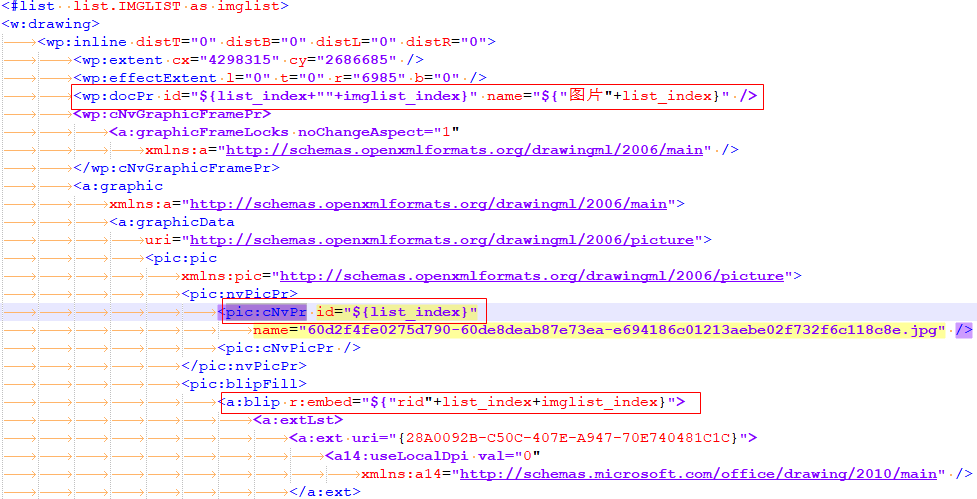 <#list list.IMGLIST as imglist>
<w:drawing>
<wp:inline distT="0" distB="0" distL="0" distR="0">
<wp:extent cx="4298315" cy="2686685" />
<wp:effectExtent l="0" t="0" r="6985" b="0" />
<wp:docPr id="${list_index+""+imglist_index}" name="${"图片"+list_index}" />
<wp:cNvGraphicFramePr>
<a:graphicFrameLocks noChangeAspect="1"
xmlns:a="http://schemas.openxmlformats.org/drawingml/2006/main" />
</wp:cNvGraphicFramePr>
<a:graphic
xmlns:a="http://schemas.openxmlformats.org/drawingml/2006/main">
<a:graphicData
uri="http://schemas.openxmlformats.org/drawingml/2006/picture">
<pic:pic
xmlns:pic="http://schemas.openxmlformats.org/drawingml/2006/picture">
<pic:nvPicPr>
<pic:cNvPr id="${list_index}"
name="60d2f4fe0275d790-60de8deab87e73ea-e694186c01213aebe02f732f6c118c8e.jpg" />
<pic:cNvPicPr />
</pic:nvPicPr>
<pic:blipFill>
<a:blip r:embed="${"rid"+list_index+imglist_index}">
<a:extLst>
<a:ext uri="{28A0092B-C50C-407E-A947-70E740481C1C}">
<a14:useLocalDpi val="0"
xmlns:a14="http://schemas.microsoft.com/office/drawing/2010/main" />
</a:ext>